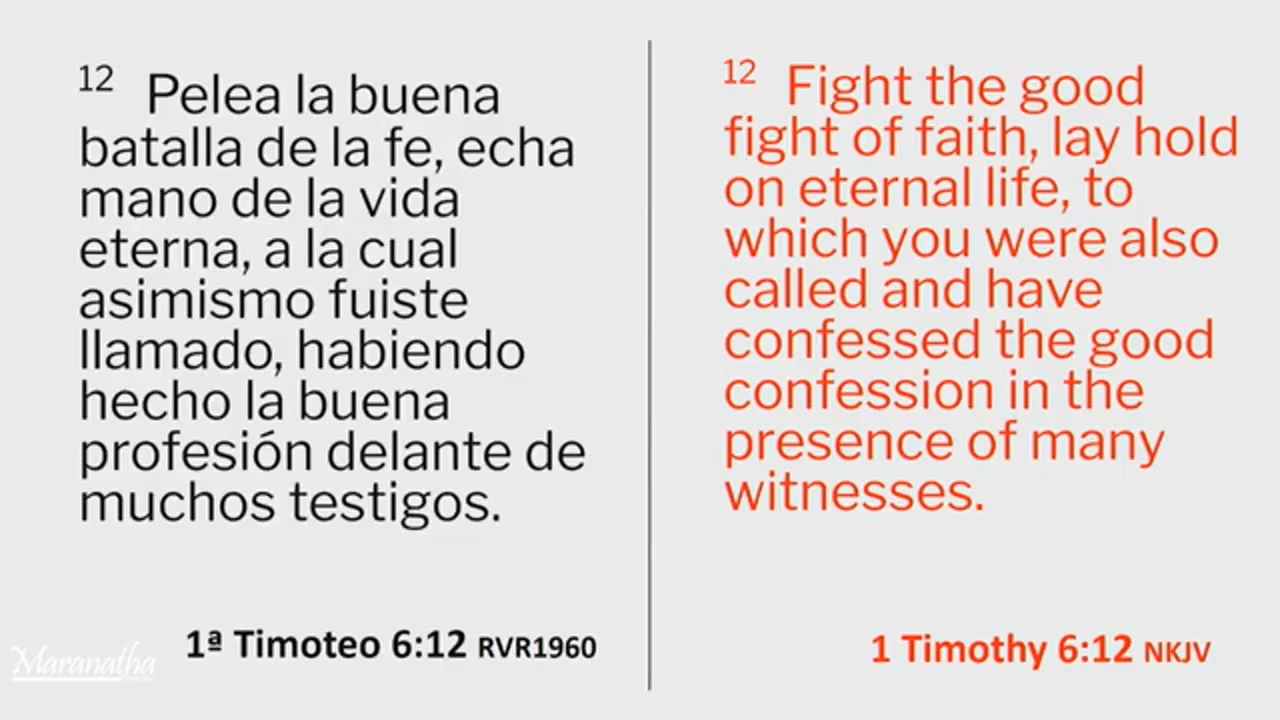 12 Pelea la buena
batalla de la fe, echa
mano de la vida
eterna, a la cual
asimismo fuiste
llamado, habiendo
hecho la buena
profesión delante de
muchos testigos.
1ª Timoteo 6:12 RVR1960
12 Fight the good
fight of faith, lay hold
on eternal life, to
which you were also
called and have
confessed the good
confession in the
presence of many
witnesses.
1 Timothy 6:12 NKJV
Maranatha